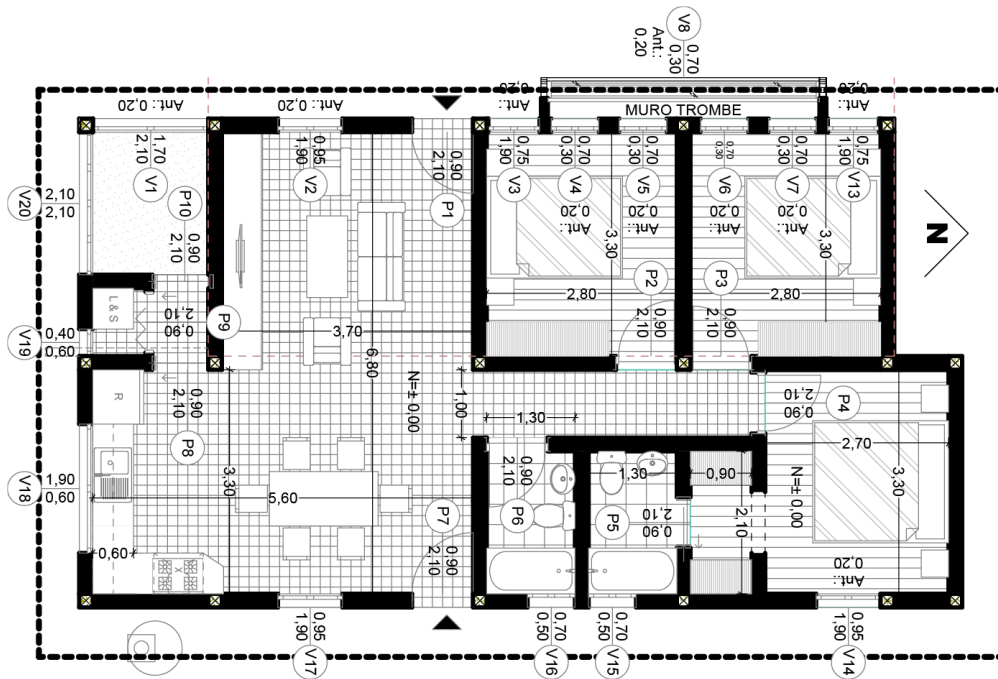 V8
0,70
0,30
Ant.:
0,20
Ant.: 0,20
Ant.: 0,20
Ant.:
0,20
MURO TROMBE
Ant.:
0,20
V20
2,10
2,10
V1
1,70
2,10
P10
0,90
2,10
V2
0,95
1,90
P1
0,90
2,10
V3
0,75
1,90
V4
0,70
0,30
Ant.:
0,20
V5
0,70
0,30
Ant.:
0,20
V6
0,70
0,30
V7
0,70
0,30
Ant.:
0,20
V13
0,75
1,90
N
3,30
3,30
2,80
2,80
P2
0,90
2,10
P3
0,90
2,10
L&S
0,90
2,10
P9
V19
0,40
0,60
3,70
6,80
N=± 0,00
1,00
R
P8
0,90
2,10
1,30
P4
0,90
2,10
2,70
3,30
N=± 0,00
V18
1,90
0,60
3,30
5,60
0,60
P7
0,90
2,10
P6
0,90
2,10
1,30
P5
0,90
2,10
0,90
2,10
Ant.:
0,20
V17
0,95
1,90
V16
0,70
0,50
V15
0,70
0,50
V14
0,95
1,90
X